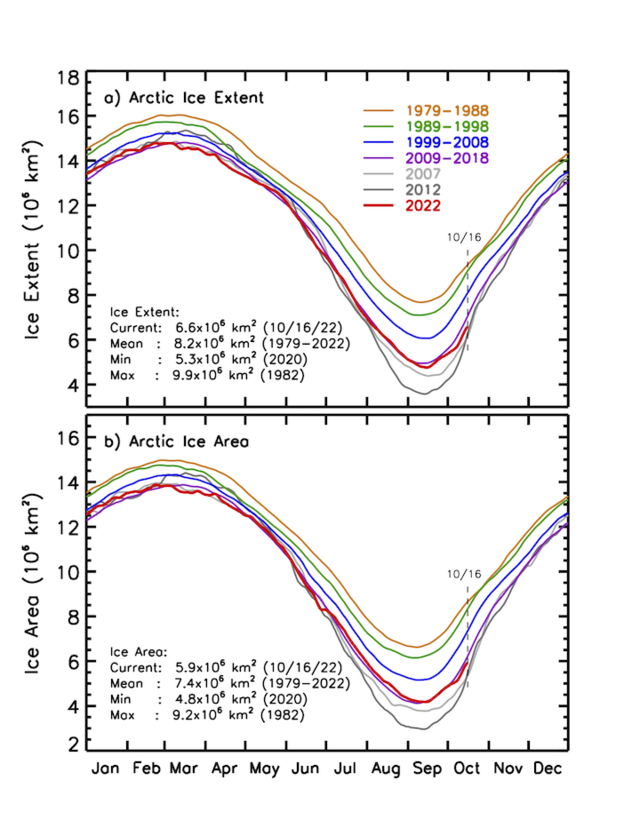 a) Arctic Ice Extent
1979-1988
1989-1998
1999-2008
2009-2018
2007
2012
2022
10/16
Ice Extent:
Current: 6.6x10⁶ km² (10/16/22)
Mean : 8.2x10⁶ km² (1979-2022)
Min : 5.3x10⁶ km² (2020)
Max : 9.9x10⁶ km² (1982)
Ice Extent (10⁶ km²)
18
16
14
12
10
8
6
4
b) Arctic Ice Area
10/16
Ice Area:
Current: 5.9x10⁶ km² (10/16/22)
Mean : 7.4x10⁶ km² (1979-2022)
Min : 4.8x10⁶ km² (2020)
Max : 9.2x10⁶ km² (1982)
Ice Area (10⁶ km²)
16
14
12
10
8
6
4
2
Jan Feb Mar Apr May Jun Jul Aug Sep Oct Nov Dec